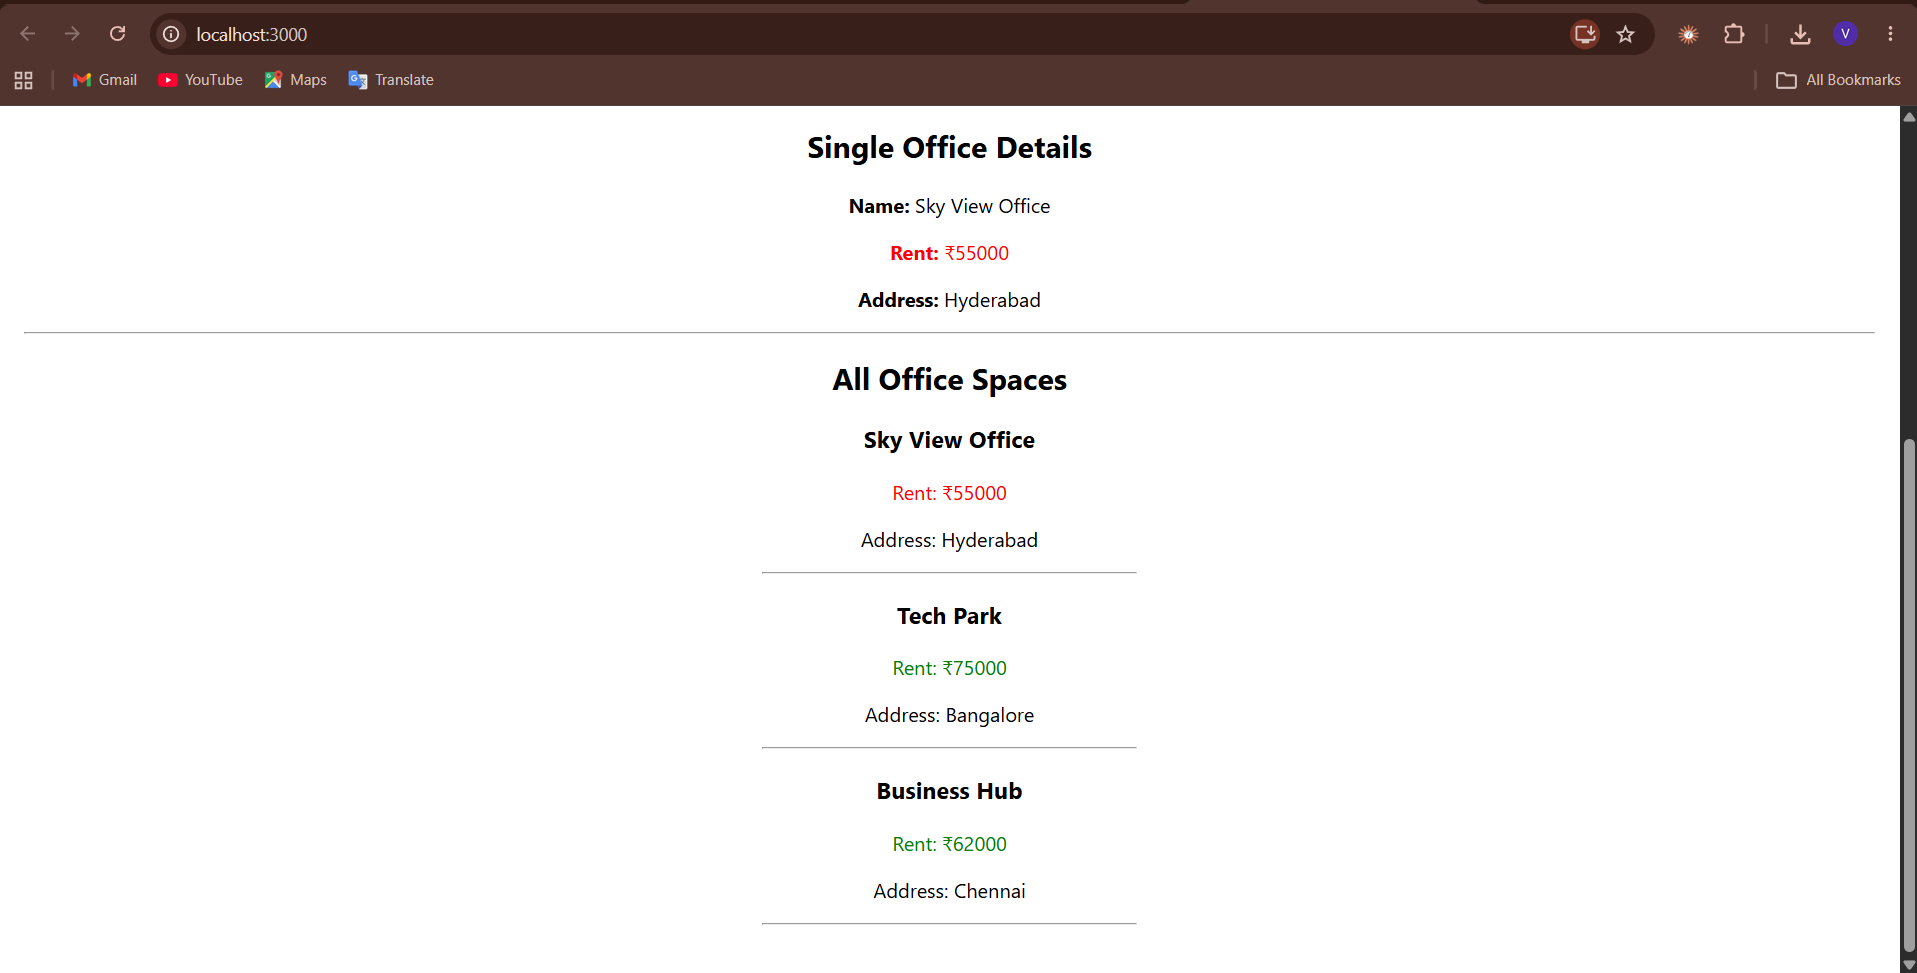 localhost:3000
V
Gmail
YouTube
Maps
Translate
All Bookmarks
Single Office Details
Name: Sky View Office
Rent: ₹55000
Address: Hyderabad
All Office Spaces
Sky View Office
Rent: ₹55000
Address: Hyderabad
Tech Park
Rent: ₹75000
Address: Bangalore
Business Hub
Rent: ₹62000
Address: Chennai